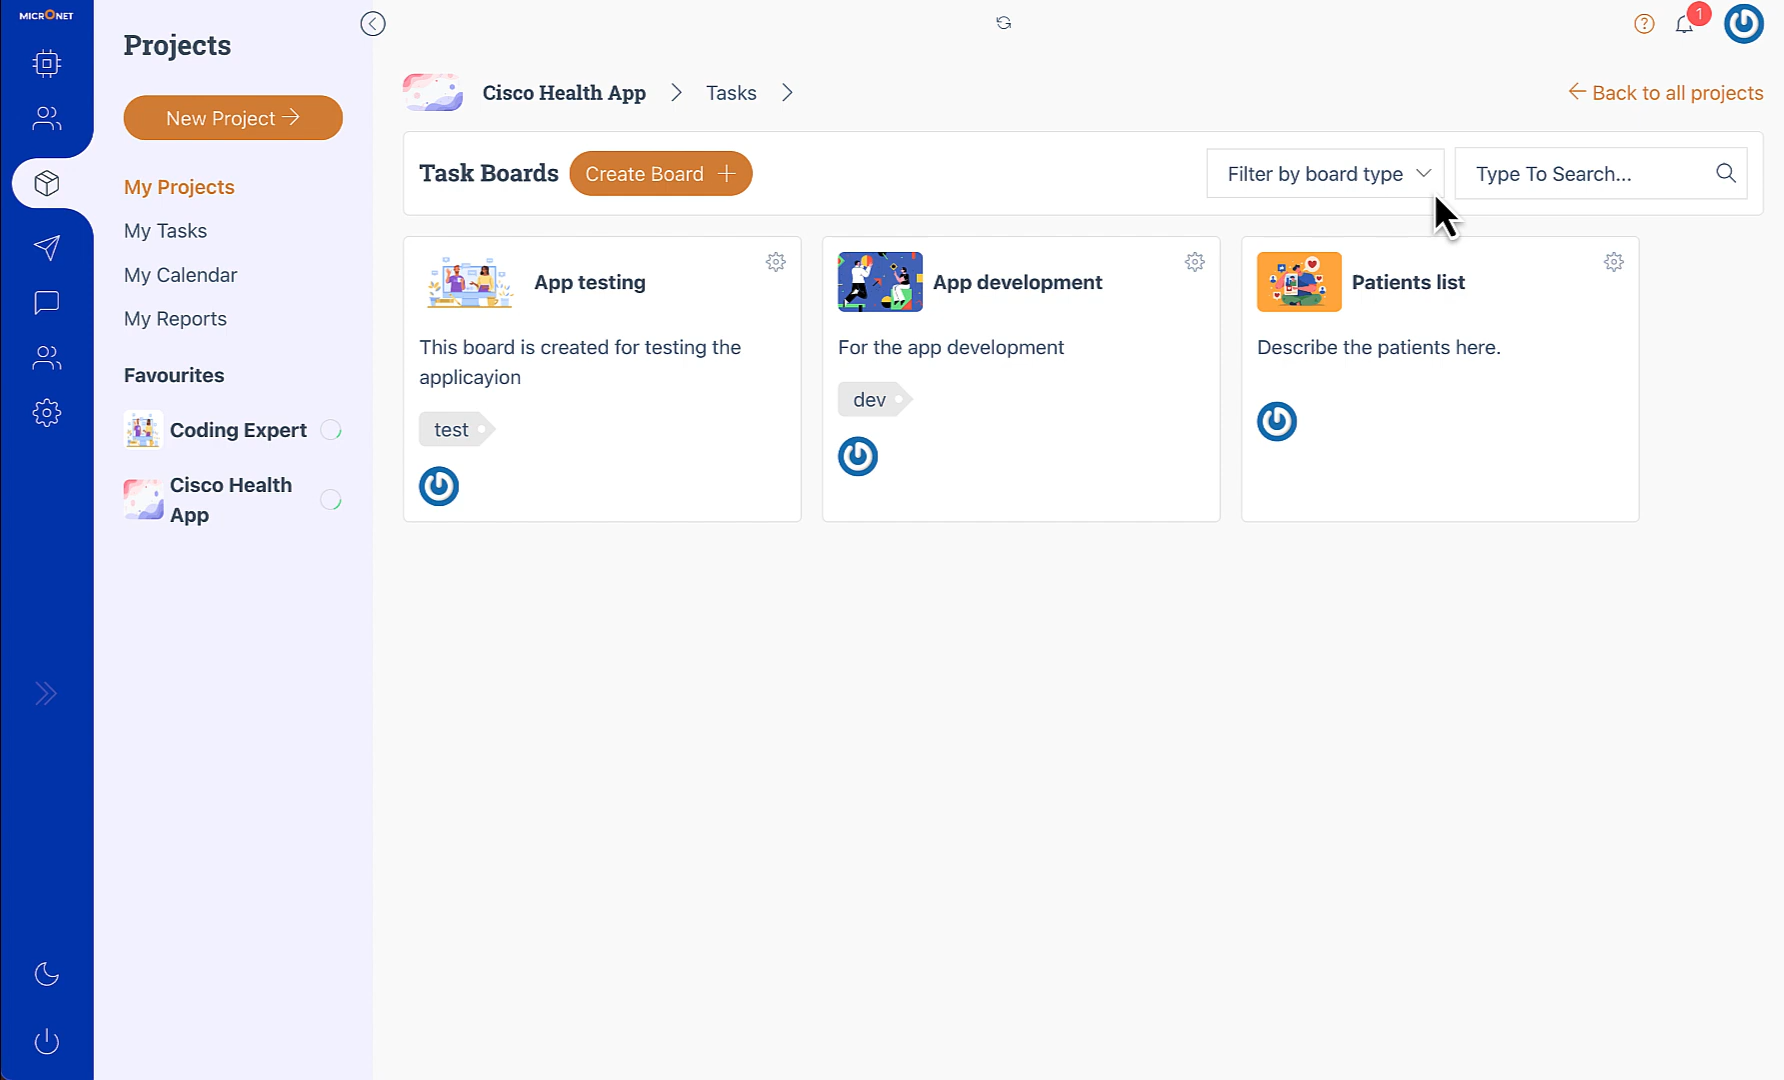 MICRONET
Projects
New Project
My Projects
My Tasks
My Calendar
My Reports
Favourites
Coding Expert
Cisco Health
App
1
Cisco Health App
Tasks
Back to all projects
Task Boards
Create Board
Filter by board type
Type To Search...
App testing
This board is created for testing the
applicayion
test
App development
For the app development
dev
Patients list
Describe the patients here.